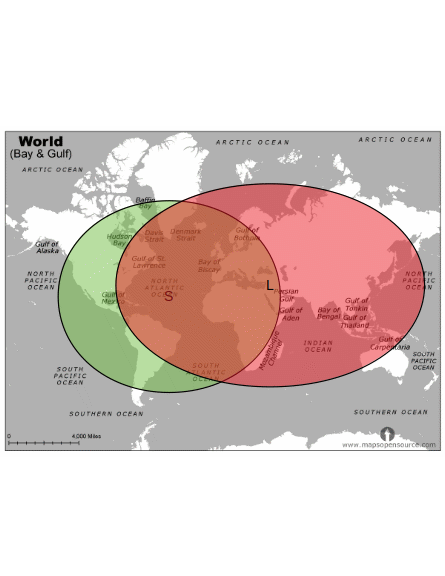 World
(Bay & Gulf)
ARCTIC OCEAN
ARCTIC OCEAN
ARCTIC OCEAN
Baffin
Bay
Gulf of
Alaska
Hudson
Bay
Davis
Strait
Denmark
Strait
Gulf of
Bothnia
Gulf of St.
Lawrence
Bay of
Biscay
NORTH
PACIFIC
OCEAN
NORTH
ATLANTIC
OCEAN
NORTH
PACIFIC
OCEAN
Gulf of
Mexico
S
L
Persian
Gulf
Gulf of
Aden
Bay of
Bengal
Gulf of
Tonkin
Gulf of
Thailand
Mozambique
Channel
INDIAN
OCEAN
Gulf of
Carpentaria
SOUTH
PACIFIC
OCEAN
SOUTH
ATLANTIC
OCEAN
SOUTH
PACIFIC
OCEAN
SOUTHERN OCEAN
SOUTHERN OCEAN
0 4,000 Miles
www.mapsopensource.com